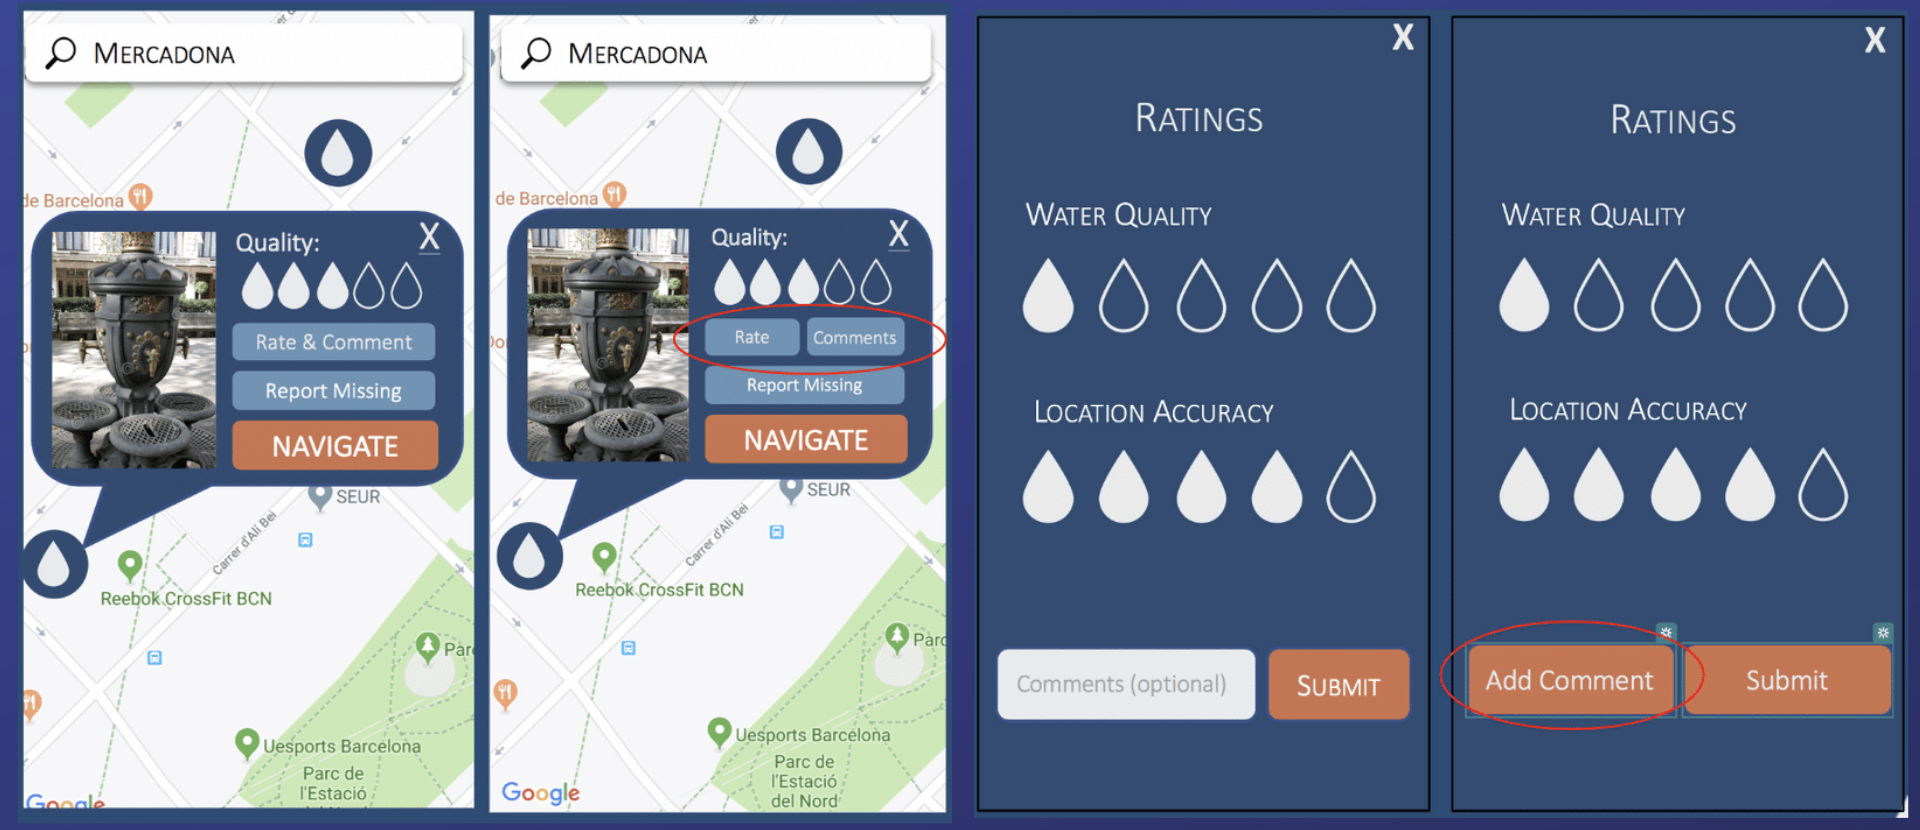 MERCADONA
de Barcelona
Quality:
X
Rate & Comment
Report Missing
NAVIGATE
SEUR
Carrer d'Alí Bei
Reebok CrossFit BCN
Par
Uesports Barcelona
Parc de
l'Estació
Google
MERCADONA
de Barcelona
Quality:
X
Rate
Comments
Report Missing
NAVIGATE
SEUR
Carrer d'Alí Bei
Reebok CrossFit BCN
Parc
Uesports Barcelona
Parc de
l'Estació
del Nord
Google
X
RATINGS
WATER QUALITY
LOCATION ACCURACY
Comments (optional)
SUBMIT
X
RATINGS
WATER QUALITY
LOCATION ACCURACY
Add Comment
Submit